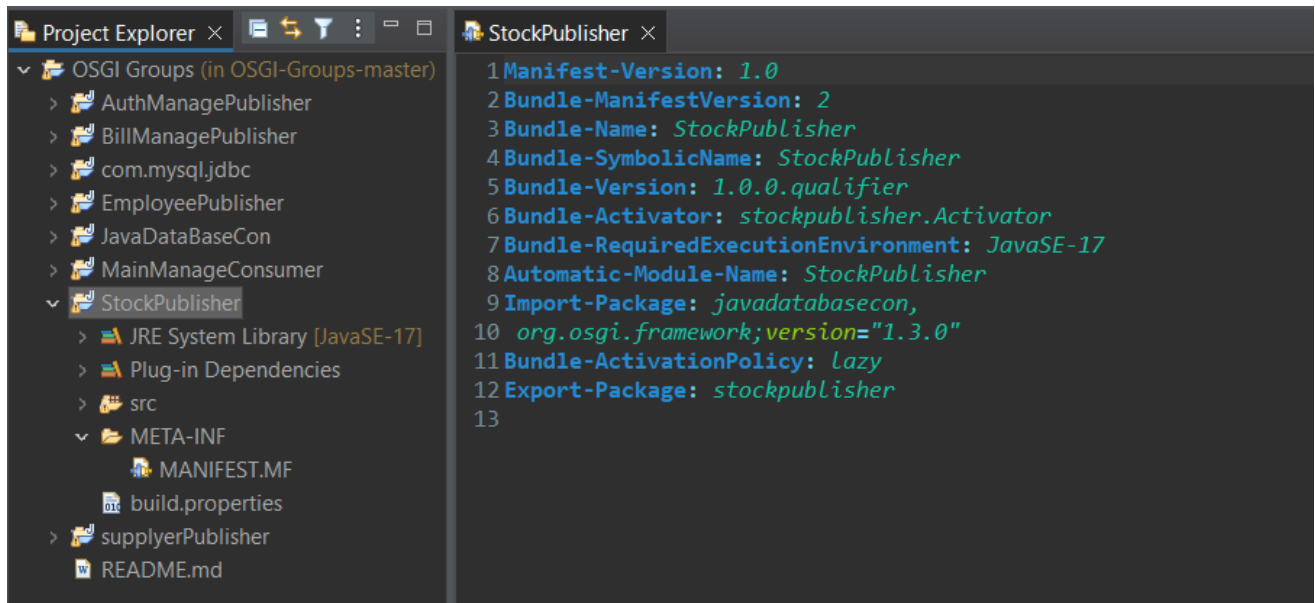 Project Explorer
OSGI Groups (in OSGI-Groups-master)
AuthManagePublisher
BillManagePublisher
com.mysql.jdbc
EmployeePublisher
JavaDataBaseCon
MainManageConsumer
StockPublisher
JRE System Library [JavaSE-17]
Plug-in Dependencies
src
META-INF
MANIFEST.MF
build.properties
supplyerPublisher
README.md
StockPublisher
1 Manifest-Version: 1.0
2 Bundle-ManifestVersion: 2
3 Bundle-Name: StockPublisher
4 Bundle-SymbolicName: StockPublisher
5 Bundle-Version: 1.0.0.qualifier
6 Bundle-Activator: stockpublisher.Activator
7 Bundle-RequiredExecutionEnvironment: JavaSE-17
8 Automatic-Module-Name: StockPublisher
9 Import-Package: javadatabasecon,
10  org.osgi.framework;version="1.3.0"
11 Bundle-ActivationPolicy: lazy
12 Export-Package: stockpublisher
13